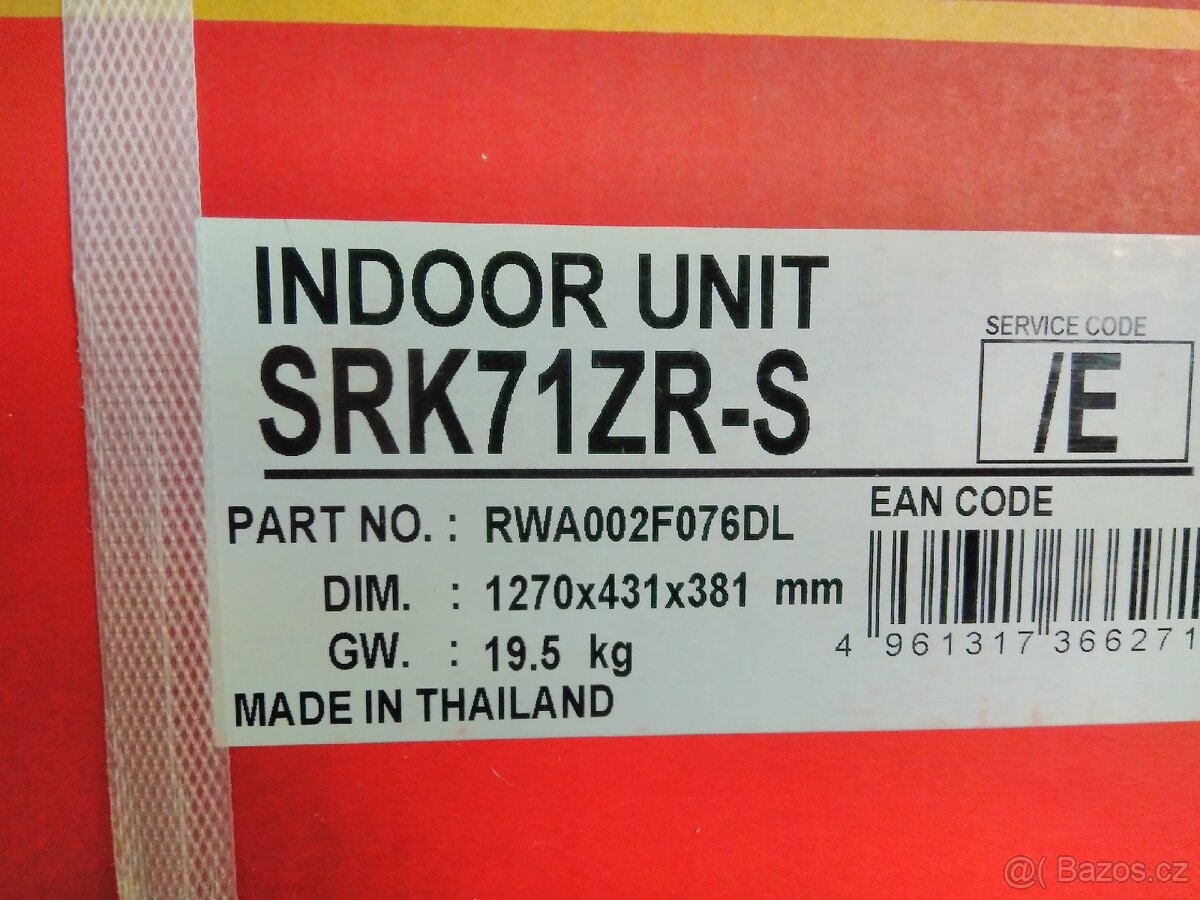 INDOOR UNIT
SRK71ZR-S
SERVICE CODE
/E
PART NO. : RWA002F076DL
DIM. : 1270x431x381 mm
GW. : 19.5 kg
MADE IN THAILAND
EAN CODE
4 961317 366271
@( Bazos.cz